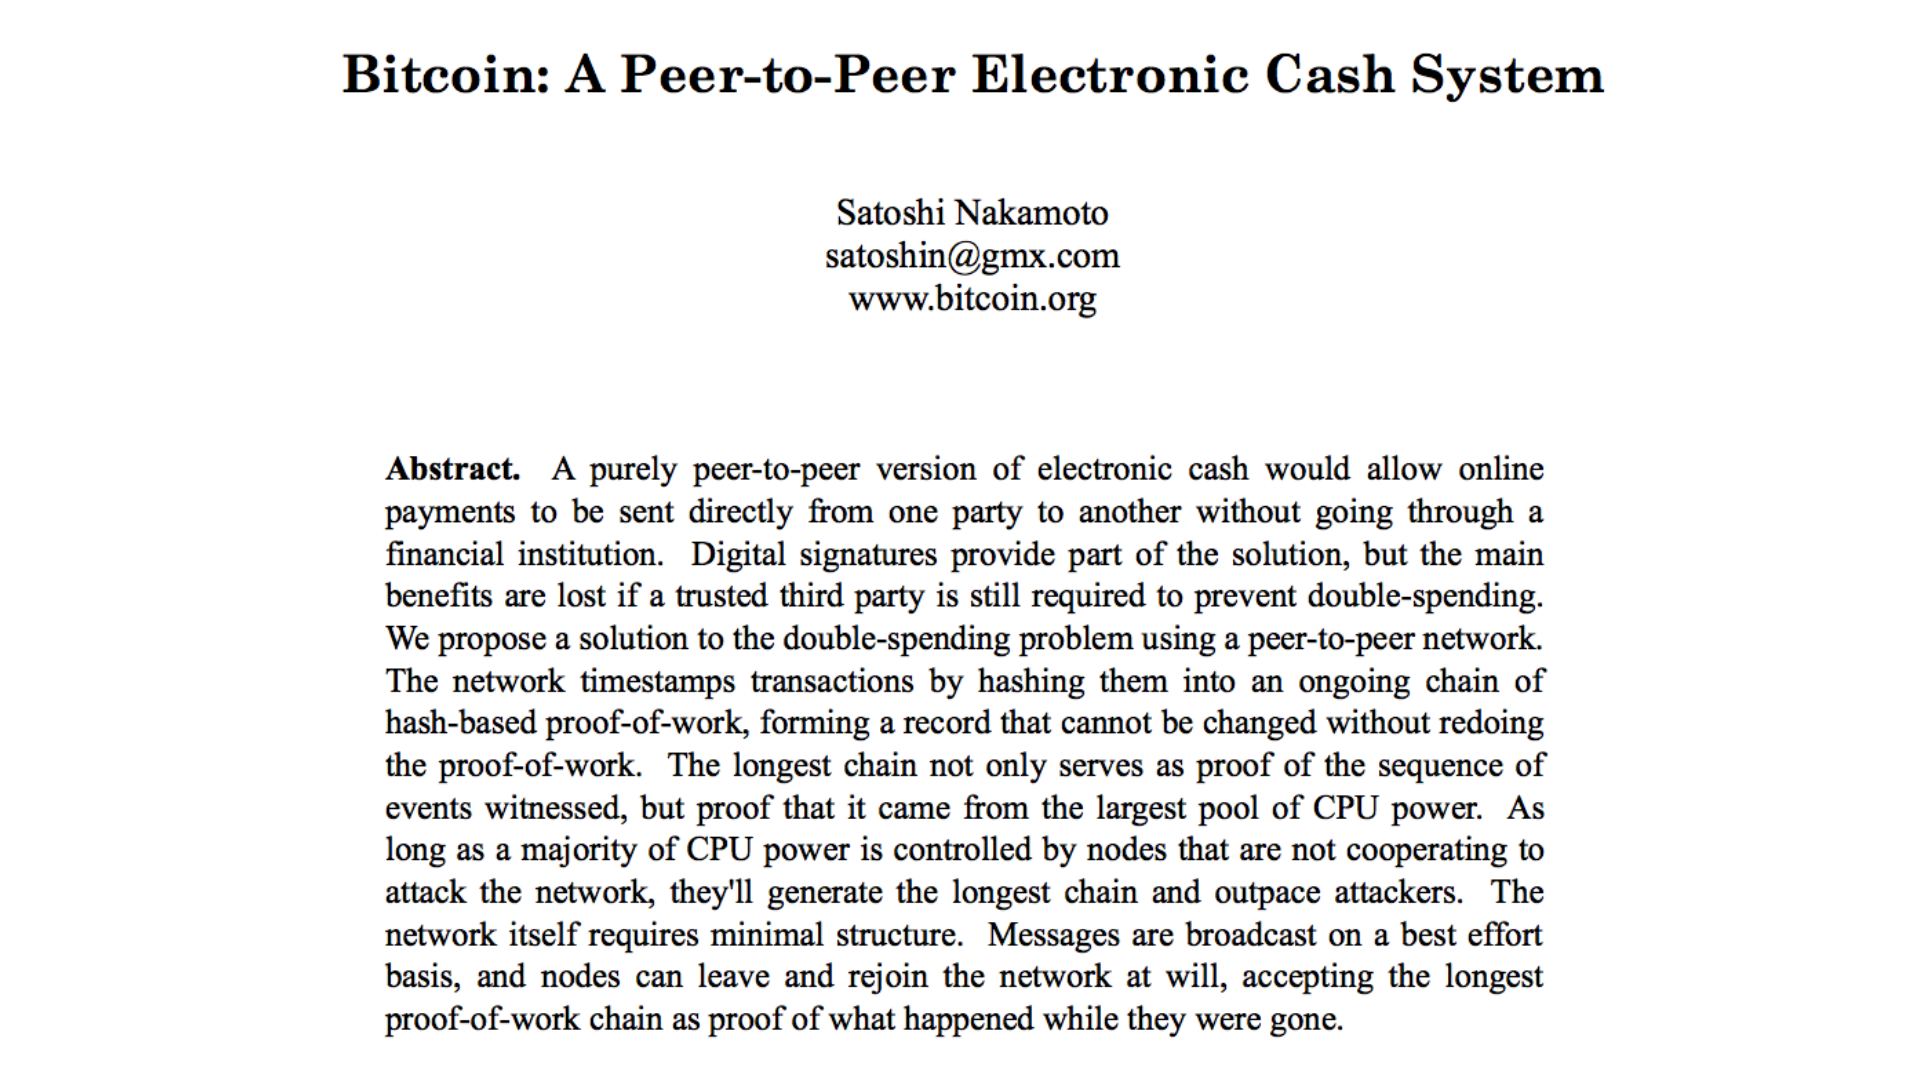 Bitcoin: A Peer-to-Peer Electronic Cash System
Satoshi Nakamoto
satoshin@gmx.com
www.bitcoin.org
Abstract. A purely peer-to-peer version of electronic cash would allow online
payments to be sent directly from one party to another without going through a
financial institution. Digital signatures provide part of the solution, but the main
benefits are lost if a trusted third party is still required to prevent double-spending.
We propose a solution to the double-spending problem using a peer-to-peer network.
The network timestamps transactions by hashing them into an ongoing chain of
hash-based proof-of-work, forming a record that cannot be changed without redoing
the proof-of-work. The longest chain not only serves as proof of the sequence of
events witnessed, but proof that it came from the largest pool of CPU power. As
long as a majority of CPU power is controlled by nodes that are not cooperating to
attack the network, they'll generate the longest chain and outpace attackers. The
network itself requires minimal structure. Messages are broadcast on a best effort
basis, and nodes can leave and rejoin the network at will, accepting the longest
proof-of-work chain as proof of what happened while they were gone.